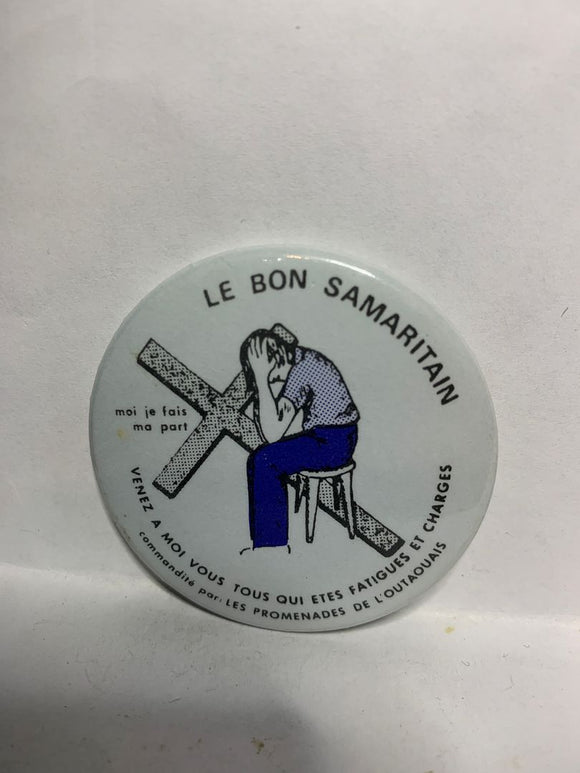 LE BON SAMARITAIN
moi je fais
ma part
VENEZ A MOI VOUS TOUS QUI ETES FATIGUES ET CHARGES
commandité par: LES PROMENADES DE L'OUTAOUAIS